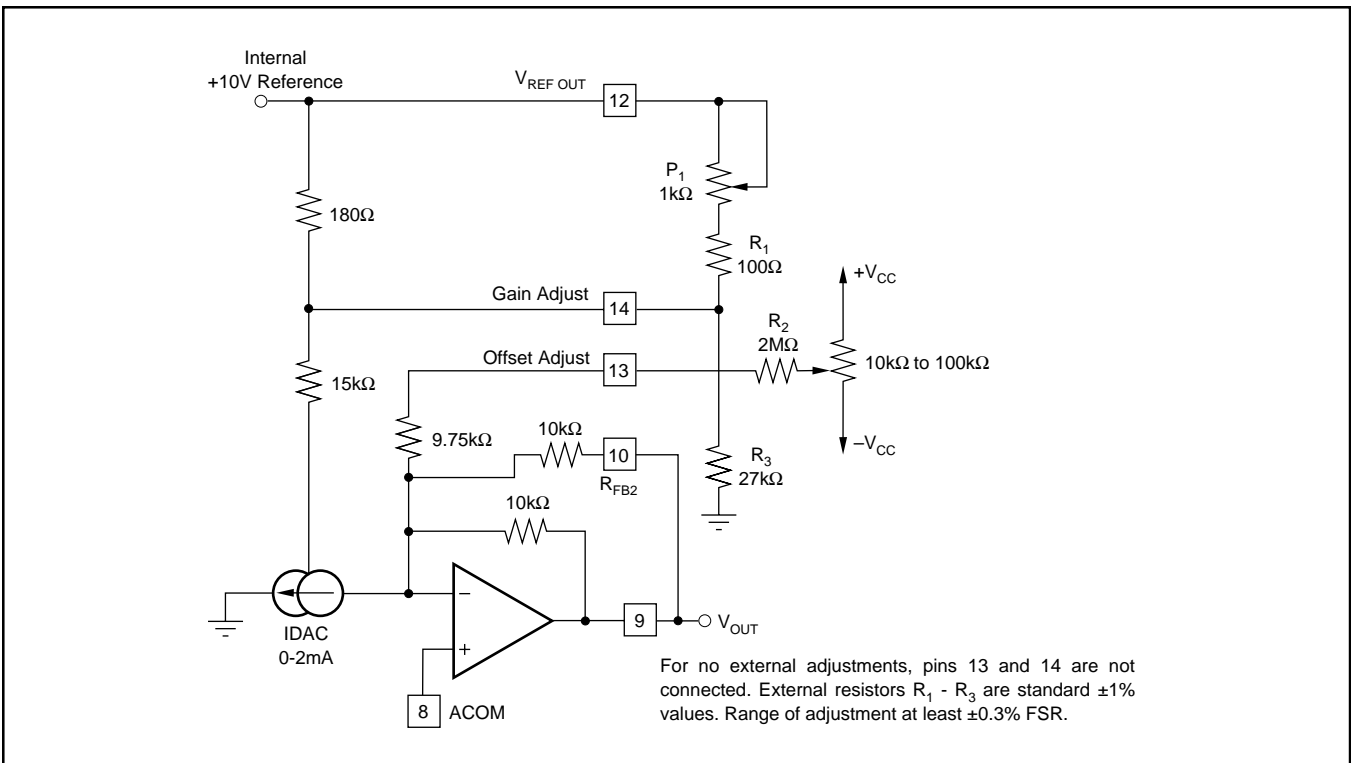 Internal
+10V Reference
V_REF OUT
12
P₁
1kΩ
180Ω
R₁
100Ω
+V_CC
Gain Adjust
14
R₂
2MΩ
Offset Adjust
13
10kΩ to 100kΩ
15kΩ
9.75kΩ
10kΩ
10
R_FB2
–V_CC
R₃
27kΩ
10kΩ
–
+
IDAC
0-2mA
9
V_OUT
8
ACOM
For no external adjustments, pins 13 and 14 are not
connected. External resistors R₁ - R₃ are standard ±1%
values. Range of adjustment at least ±0.3% FSR.